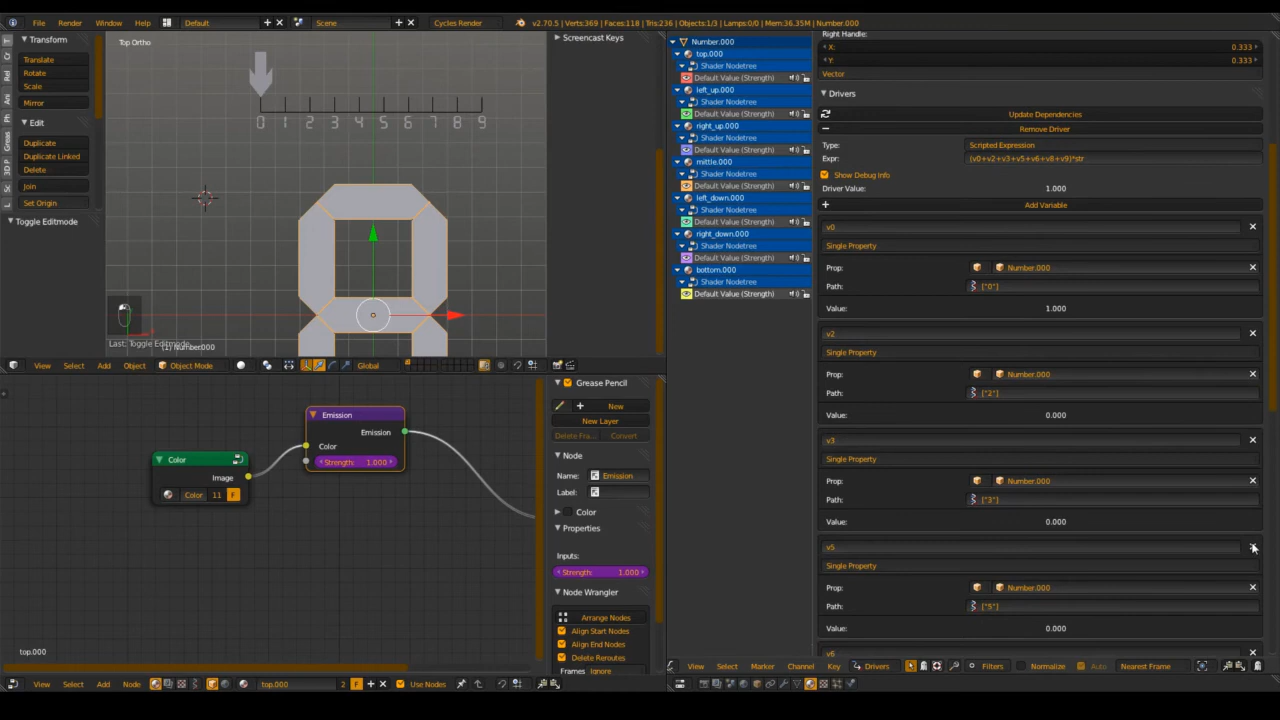 File Render Window Help Default Scene Cycles Render v2.70.5 | Verts:369 | Faces:118 | Tris:236 | Objects:1/3 | Lamps:0/0 | Mem:36.35M | Number.000
Transform
Translate
Rotate
Scale
Mirror
Edit
Duplicate
Duplicate Linked
Delete
Join
Set Origin
Toggle Editmode
Top Ortho
0 1 2 3 4 5 6 7 8 9
Last: Toggle Editmode
(1) Number.000
Screencast Keys
View Select Add Object Object Mode Global
Color
Image
Color 11 F
Emission
Emission
Color
Strength: 1.000
top.000
Grease Pencil
New
New Layer
Delete Fra... Convert
Node
Name: Emission
Label:
Color
Properties
Inputs:
Strength: 1.000
Node Wrangler
Arrange Nodes
Align Start Nodes
Align End Nodes
Delete Reroutes
Frames Ignore
View Select Add Node top.000 2 F Use Nodes
Number.000
top.000
Shader Nodetree
Default Value (Strength)
left_up.000
Shader Nodetree
Default Value (Strength)
right_up.000
Shader Nodetree
Default Value (Strength)
mittle.000
Shader Nodetree
Default Value (Strength)
left_down.000
Shader Nodetree
Default Value (Strength)
right_down.000
Shader Nodetree
Default Value (Strength)
bottom.000
Shader Nodetree
Default Value (Strength)
Right Handle:
X: 0.333
Y: 0.333
Vector
Drivers
Update Dependencies
Remove Driver
Type: Scripted Expression
Expr: (v0+v2+v3+v5+v6+v8+v9)*str
Show Debug Info
Driver Value: 1.000
Add Variable
v0
Single Property
Prop: Number.000
Path: ["0"]
Value: 1.000
v2
Single Property
Prop: Number.000
Path: ["2"]
Value: 0.000
v3
Single Property
Prop: Number.000
Path: ["3"]
Value: 0.000
v5
Single Property
Prop: Number.000
Path: ["5"]
Value: 0.000
v6
View Select Marker Channel Key Drivers Filters Normalize Auto Nearest Frame